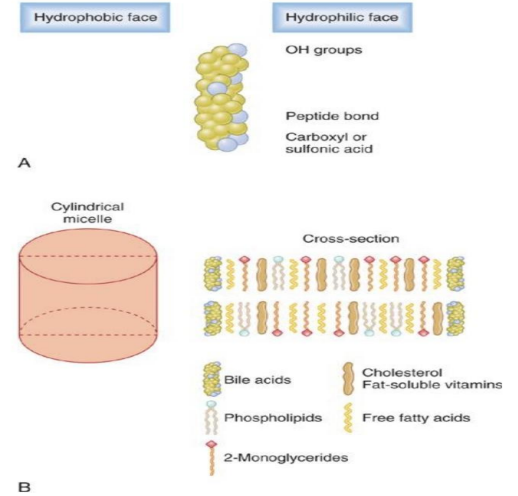 Hydrophobic face
Hydrophilic face
OH groups
Peptide bond
Carboxyl or
sulfonic acid
A
Cylindrical
micelle
Cross-section
Bile acids
Cholesterol
Fat-soluble vitamins
Phospholipids
Free fatty acids
2-Monoglycerides
B